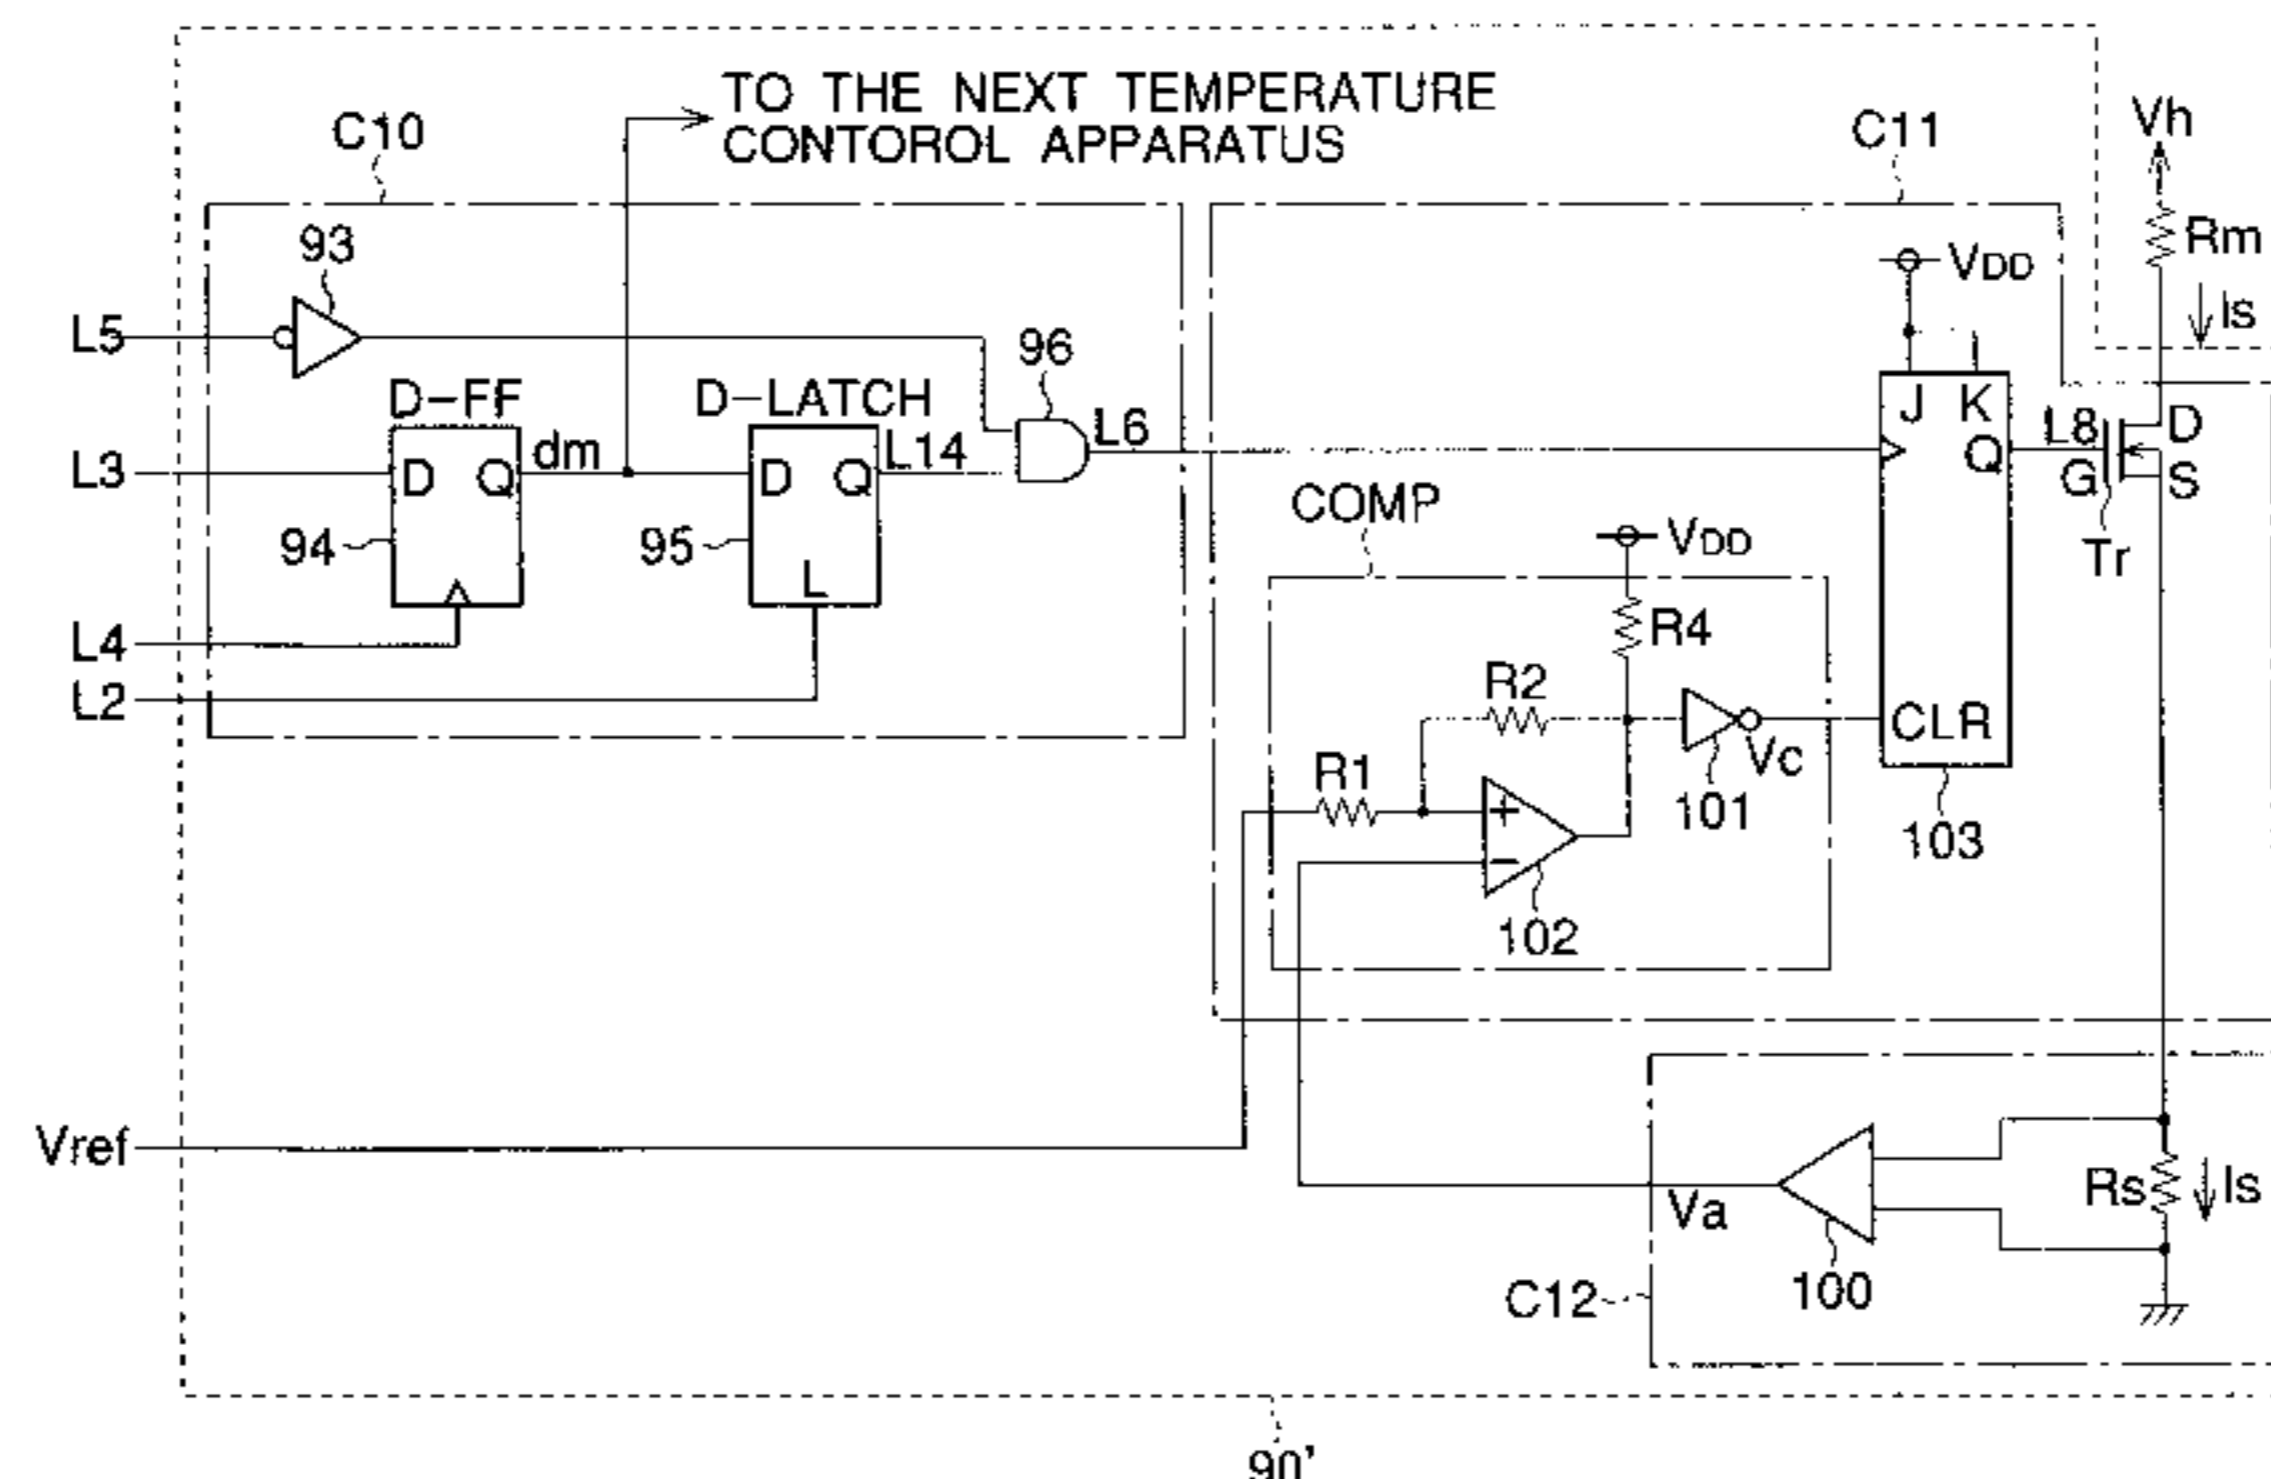 TO THE NEXT TEMPERATURE
CONTOROL APPARATUS
C10
C11
Vh
93
Rm
VDD
Is
L5
96
D-FF
D-LATCH
J K
L8
D
L3
D Q
dm
D Q
L14
L6
Q
G
S
COMP
94
95
L
VDD
Tr
L4
R4
L2
R2
CLR
Vc
R1
101
+
103
-
102
Vref
Rs
Is
Va
100
C12
90'